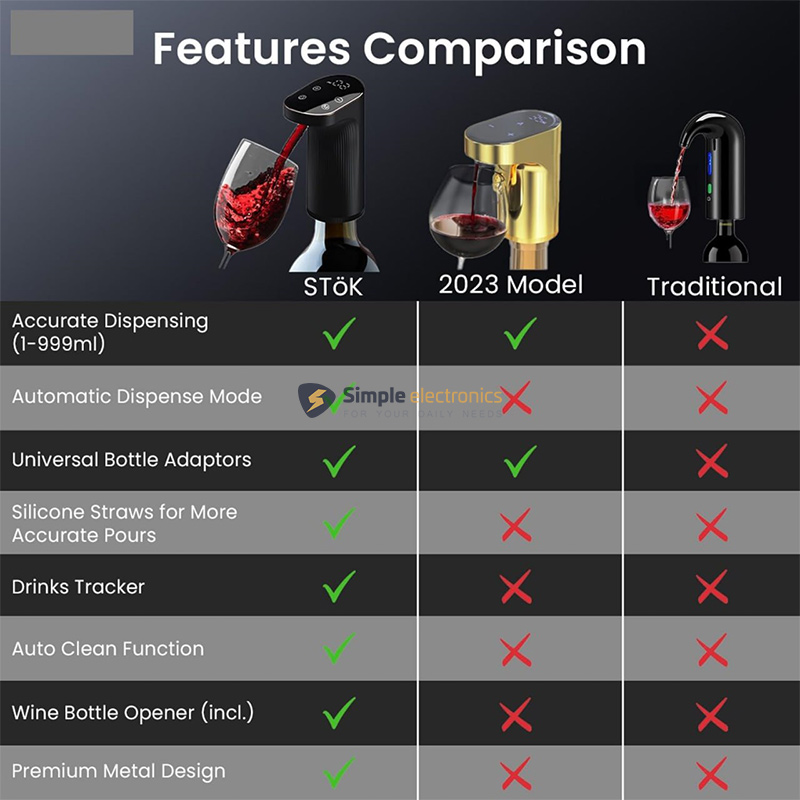 Features Comparison
STöK
2023 Model
Traditional
Accurate Dispensing
(1-999ml)
Automatic Dispense Mode
Simple electronics
FOR YOUR DAILY NEEDS
Universal Bottle Adaptors
Silicone Straws for More
Accurate Pours
Drinks Tracker
Auto Clean Function
Wine Bottle Opener (incl.)
Premium Metal Design